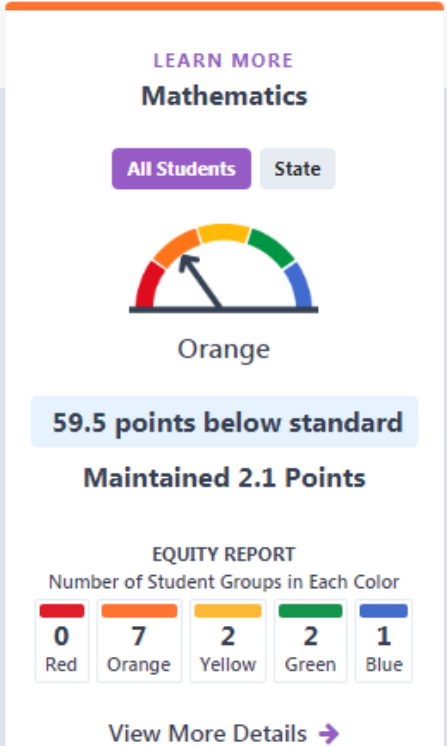 LEARN MORE
Mathematics
All Students State
Orange
59.5 points below standard
Maintained 2.1 Points
EQUITY REPORT
Number of Student Groups in Each Color
0 7 2 2 1
Red Orange Yellow Green Blue
View More Details